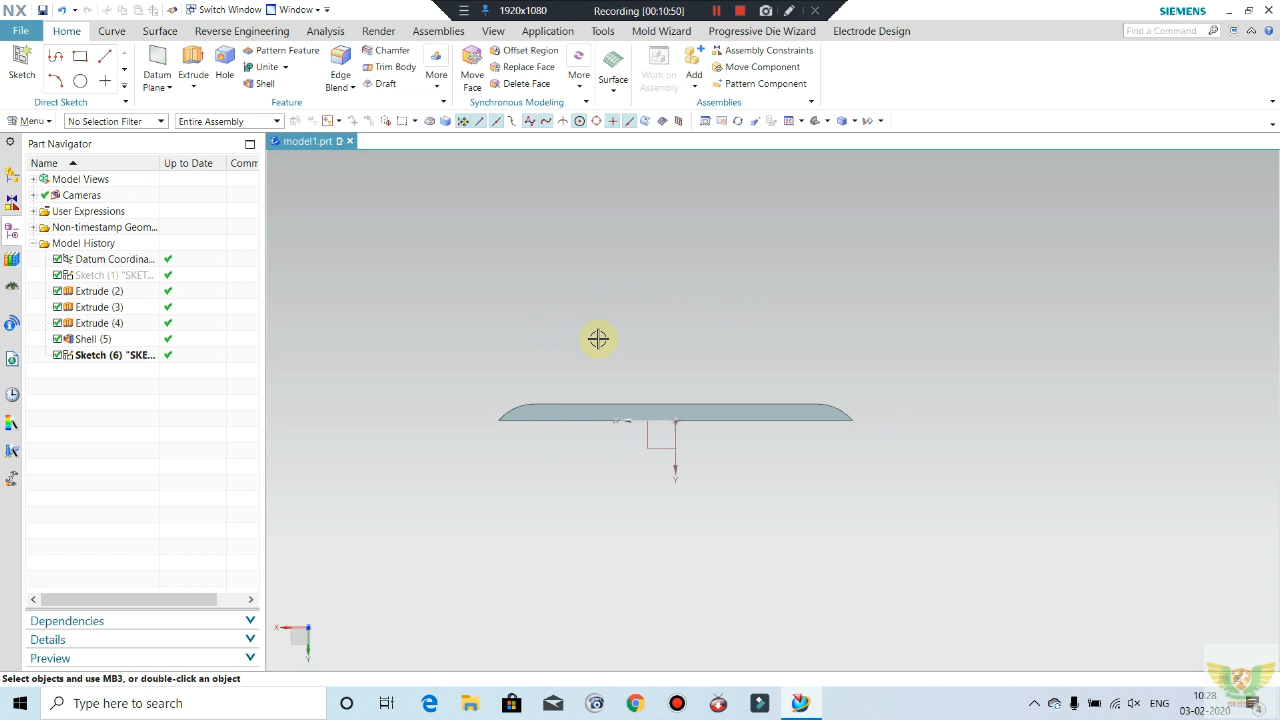 NX
Switch Window
Window
1920x1080
Recording [00:10:50]
SIEMENS
File
Home
Curve
Surface
Reverse Engineering
Analysis
Render
Assemblies
View
Application
Tools
Mold Wizard
Progressive Die Wizard
Electrode Design
Find a Command
Sketch
Direct Sketch
Datum Plane
Extrude
Hole
Pattern Feature
Unite
Shell
Edge Blend
Chamfer
Trim Body
Draft
More
Feature
Move Face
Offset Region
Replace Face
Delete Face
More
Synchronous Modeling
Surface
Work on Assembly
Add
Assembly Constraints
Move Component
Pattern Component
Assemblies
Menu
No Selection Filter
Entire Assembly
Part Navigator
model1.prt
Name
Up to Date
Comm
Model Views
Cameras
User Expressions
Non-timestamp Geom...
Model History
Datum Coordina...
Sketch (1) "SKET...
Extrude (2)
Extrude (3)
Extrude (4)
Shell (5)
Sketch (6) "SKE...
Y
X
Y
Dependencies
Details
Preview
Select objects and use MB3, or double-click an object
Type here to search
ENG
10:28
03-02-2020
4